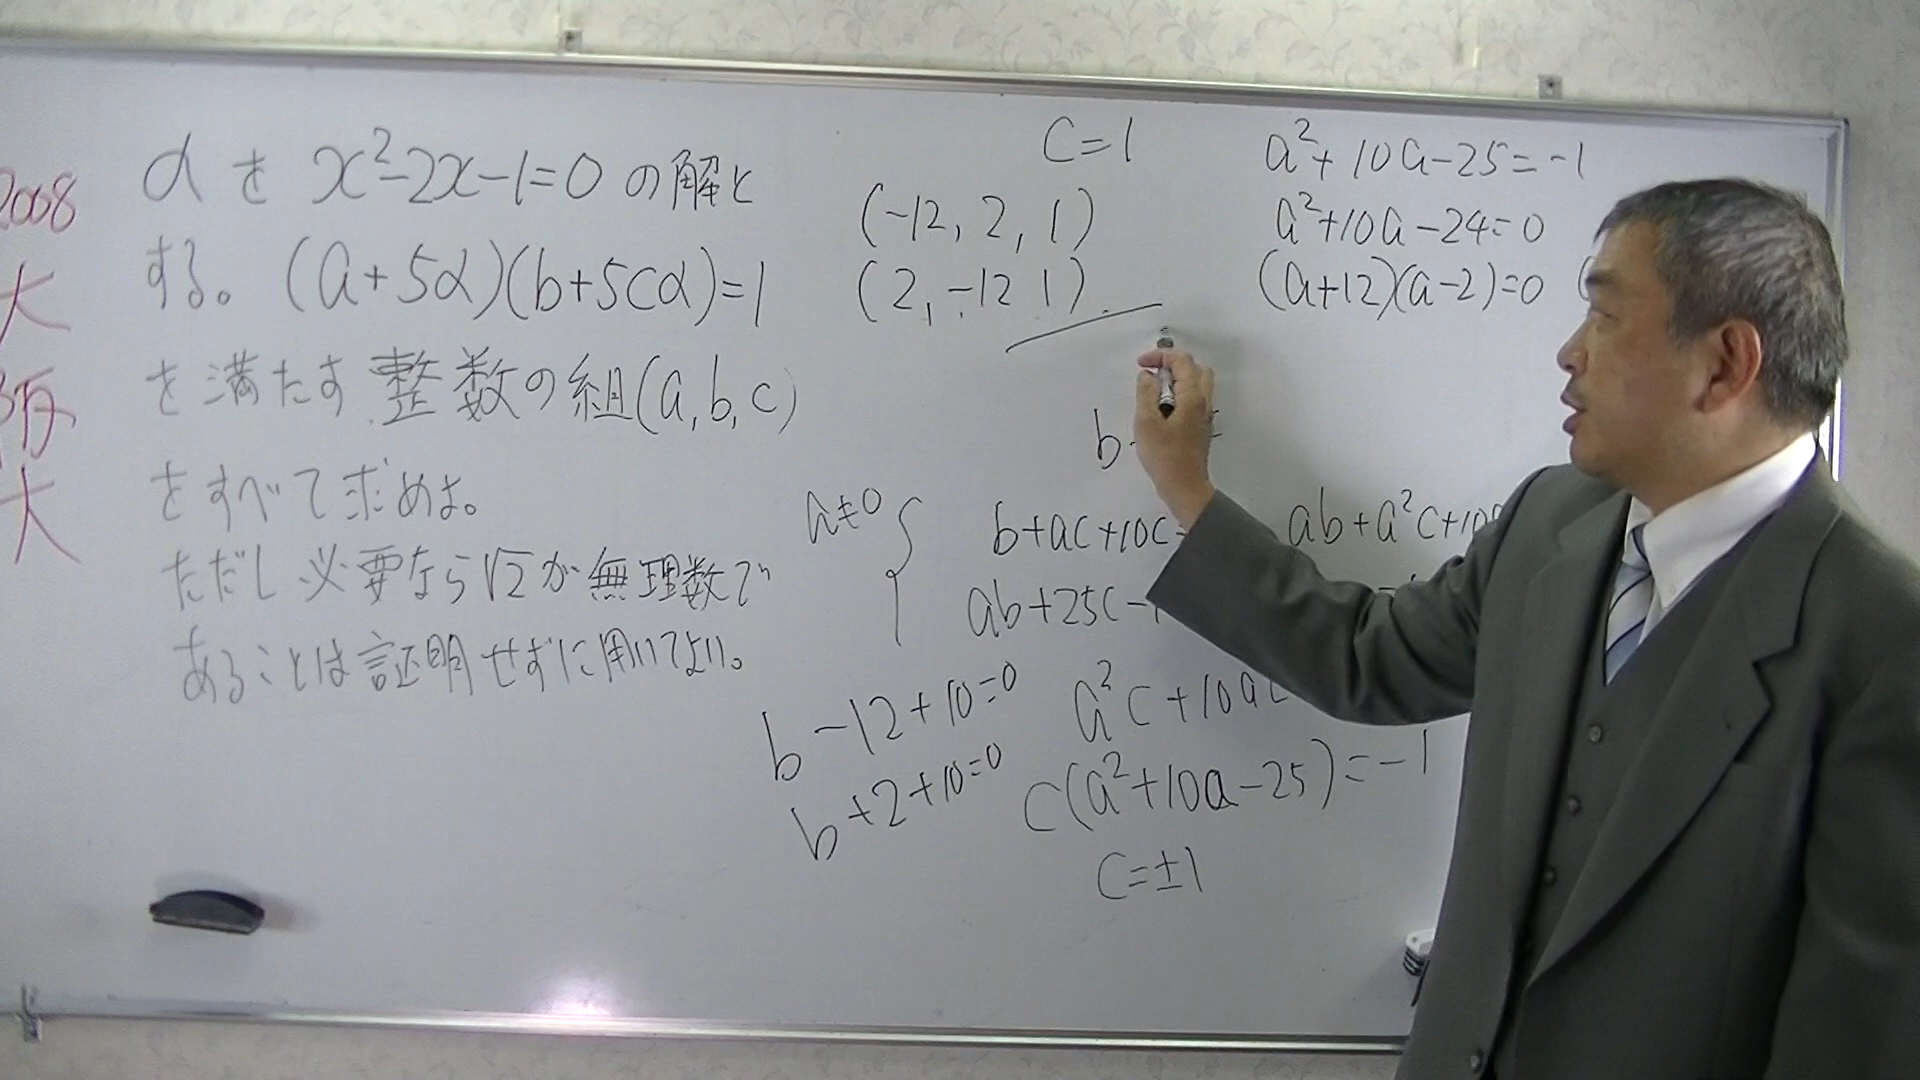 2008
大
阪
大
αをx²-2x-1=0の解と
する。(a+5α)(b+5cα)=1
を満たす整数の組(a,b,c)
をすべて求めよ。
ただし必要なら√2が無理数で
あることは証明せずに用いてよい。
c=1
(-12, 2, 1)
(2, -12 1)
a²+10a-25=-1
a²+10a-24=0
(a+12)(a-2)=0
b
a≠0
b+ac+10c
ab+25c-1
ab+a²c+10a
b-12+10=0
b+2+10=0
a²c+10ac
c(a²+10a-25)=-1
c=±1